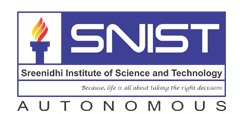 SNIST
Sreenidhi Institute of Science and Technology
Because, life is all about taking the right decisions
AUTONOMOUS